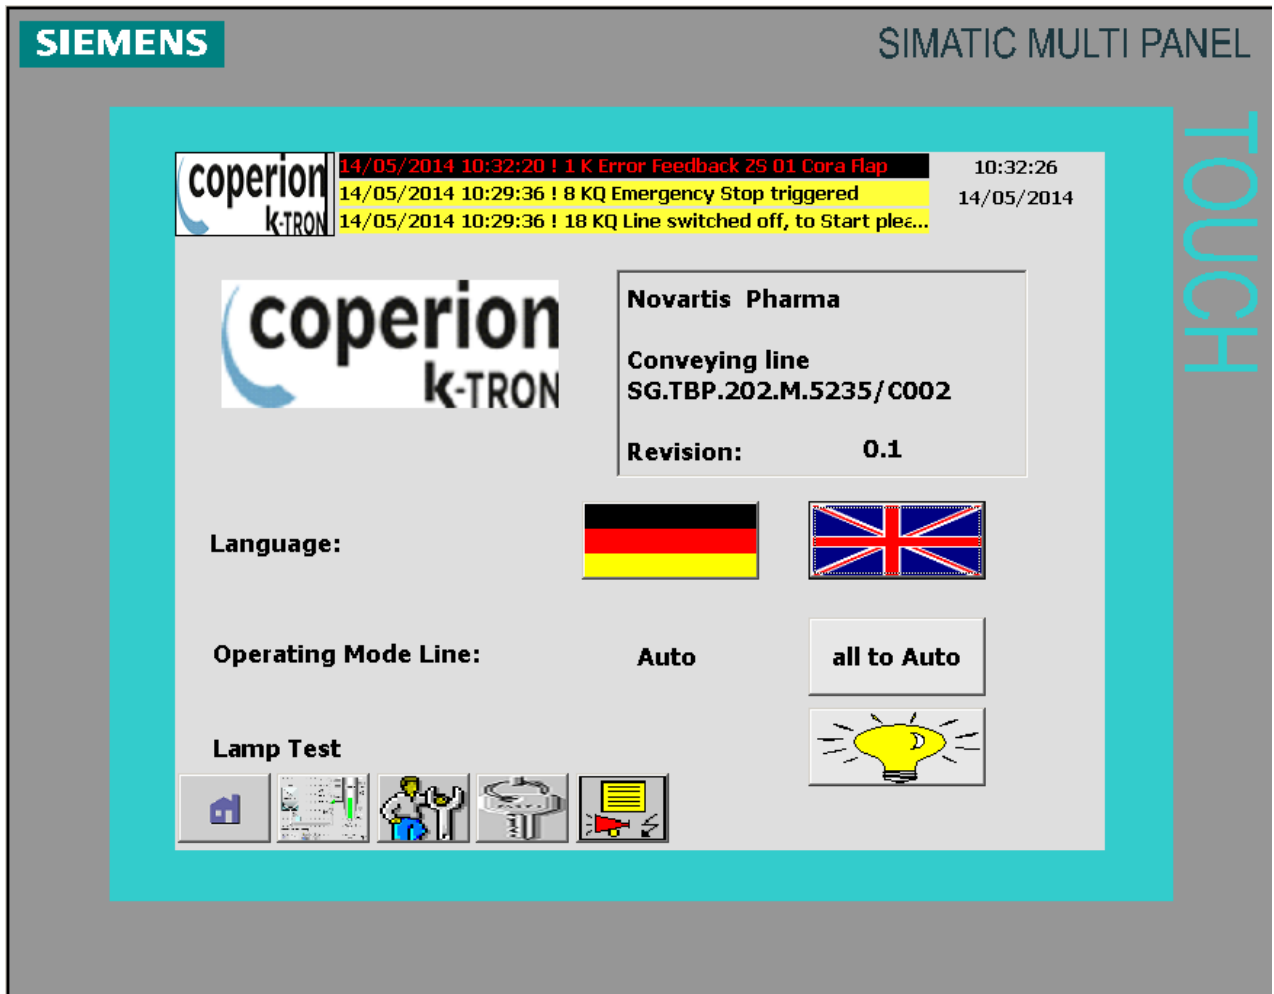 SIEMENS
SIMATIC MULTI PANEL
TOUCH
coperion
K-TRON
14/05/2014 10:32:20 ! 1 K Error Feedback ZS 01 Cora Flap
14/05/2014 10:29:36 ! 8 KQ Emergency Stop triggered
14/05/2014 10:29:36 ! 18 KQ Line switched off, to Start plea...
10:32:26
14/05/2014
coperion
K-TRON
Novartis Pharma
Conveying line
SG.TBP.202.M.5235/C002
Revision: 0.1
Language:
Operating Mode Line: Auto all to Auto
Lamp Test